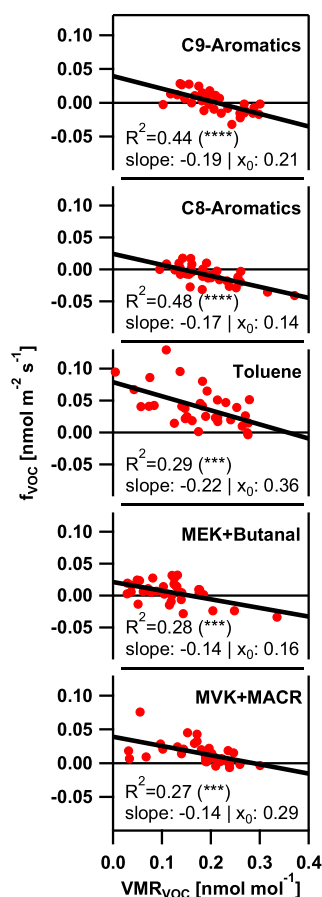 C9-Aromatics
0.10
0.05
0.00
-0.05
R²=0.44 (****)
slope: -0.19 | x₀: 0.21
C8-Aromatics
0.10
0.05
0.00
-0.05
R²=0.48 (****)
slope: -0.17 | x₀: 0.14
Toluene
0.10
0.05
0.00
-0.05
R²=0.29 (***)
slope: -0.22 | x₀: 0.36
fVOC [nmol m⁻² s⁻¹]
MEK+Butanal
0.10
0.05
0.00
-0.05
R²=0.28 (***)
slope: -0.14 | x₀: 0.16
MVK+MACR
0.10
0.05
0.00
-0.05
R²=0.27 (***)
slope: -0.14 | x₀: 0.29
0.0 0.1 0.2 0.3 0.4
VMRVOC [nmol mol⁻¹]